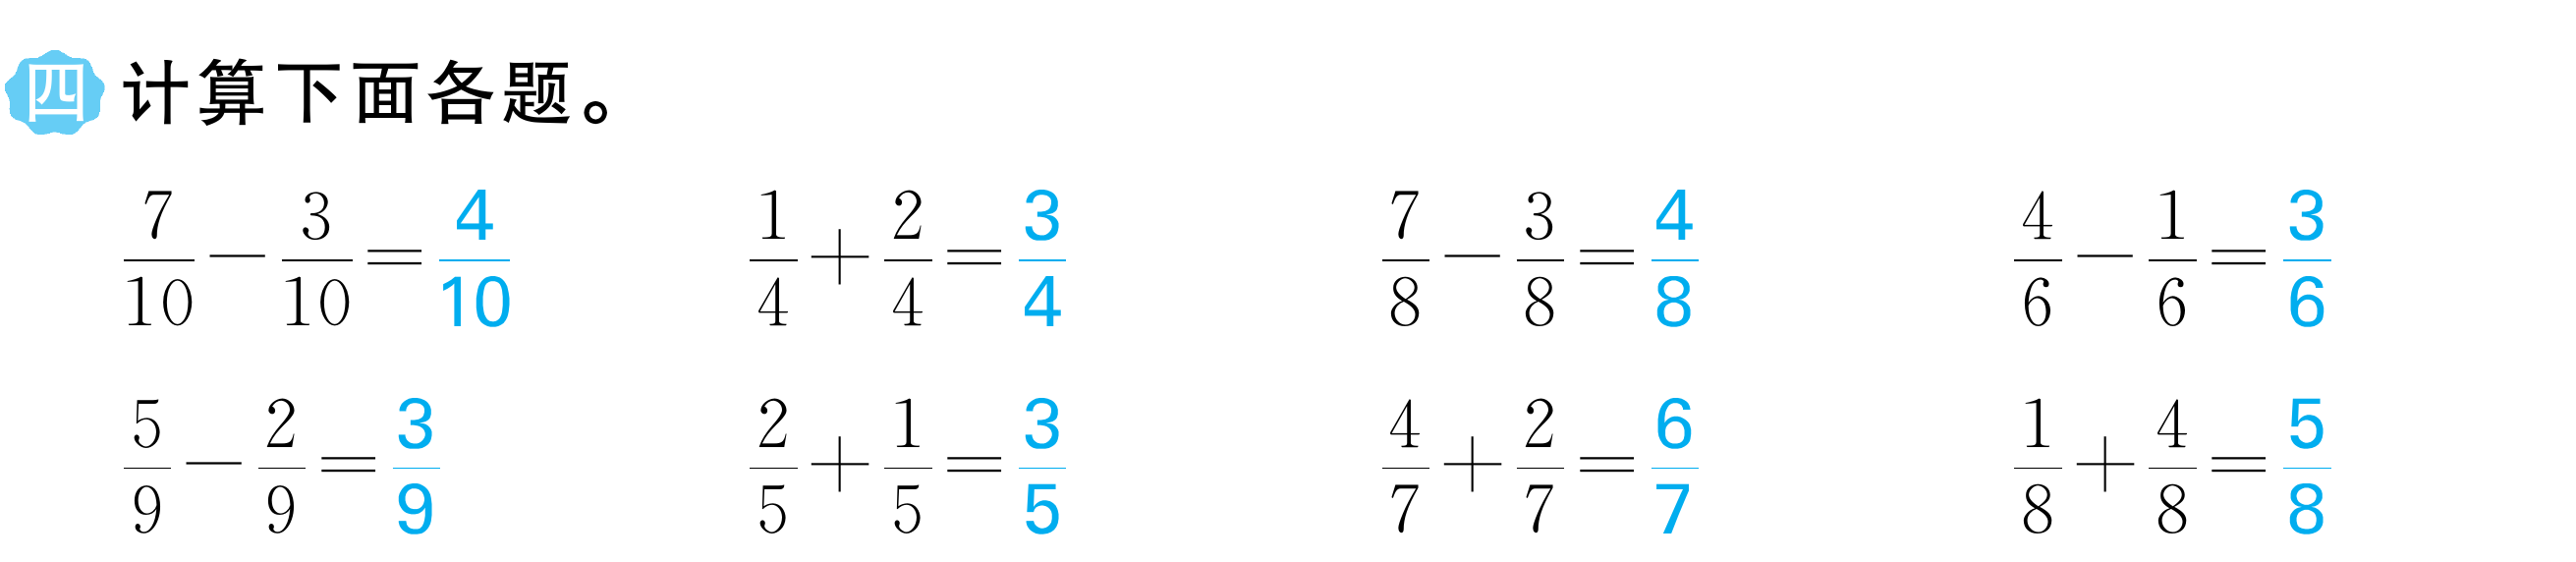 四 计算下面各题。
7/10 − 3/10 = 4/10 1/4 + 2/4 = 3/4 7/8 − 3/8 = 4/8 4/6 − 1/6 = 3/6
5/9 − 2/9 = 3/9 2/5 + 1/5 = 3/5 4/7 + 2/7 = 6/7 1/8 + 4/8 = 5/8